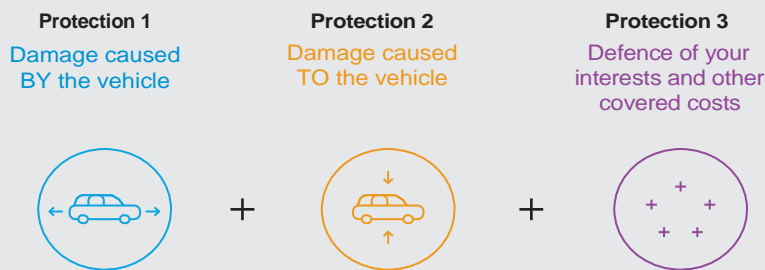 Protection 1
Damage caused
BY the vehicle
Protection 2
Damage caused
TO the vehicle
Protection 3
Defence of your
interests and other
covered costs